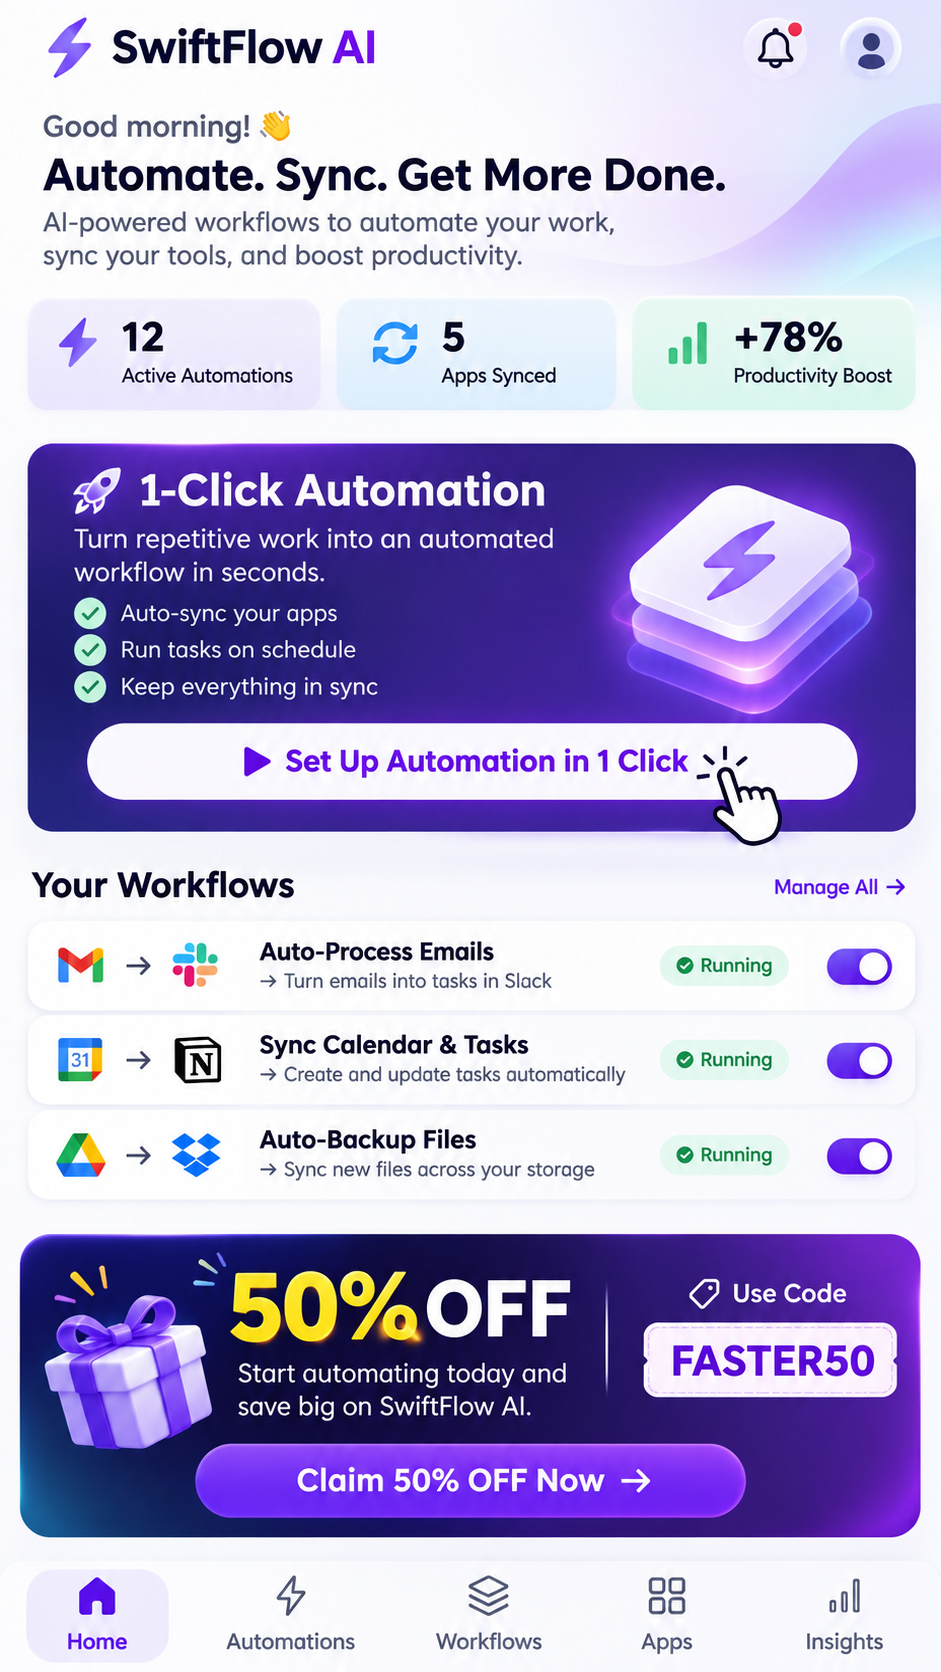 SwiftFlow AI
Good morning! 👋
Automate. Sync. Get More Done.
AI-powered workflows to automate your work,
sync your tools, and boost productivity.
12
Active Automations
5
Apps Synced
+78%
Productivity Boost
1-Click Automation
Turn repetitive work into an automated
workflow in seconds.
Auto-sync your apps
Run tasks on schedule
Keep everything in sync
Set Up Automation in 1 Click
Your Workflows
Manage All →
Auto-Process Emails
→ Turn emails into tasks in Slack
Running
31
N
Sync Calendar & Tasks
→ Create and update tasks automatically
Running
Auto-Backup Files
→ Sync new files across your storage
Running
50% OFF
Start automating today and
save big on SwiftFlow AI.
Use Code
FASTER50
Claim 50% OFF Now →
Home
Automations
Workflows
Apps
Insights